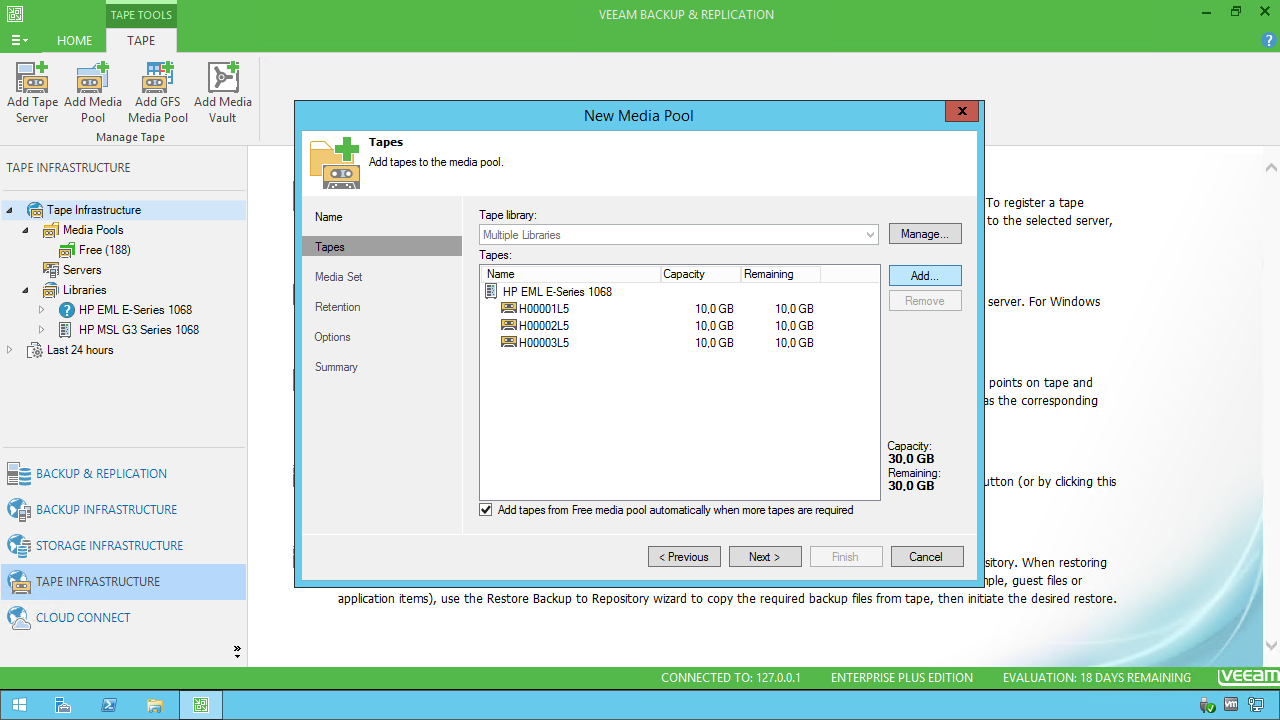 TAPE TOOLS
VEEAM BACKUP & REPLICATION
HOME
TAPE
Add Tape Server
Add Media Pool
Add GFS Media Pool
Add Media Vault
Manage Tape
TAPE INFRASTRUCTURE
Tape Infrastructure
Media Pools
Free (188)
Servers
Libraries
HP EML E-Series 1068
HP MSL G3 Series 1068
Last 24 hours
BACKUP & REPLICATION
BACKUP INFRASTRUCTURE
STORAGE INFRASTRUCTURE
TAPE INFRASTRUCTURE
CLOUD CONNECT
New Media Pool
Tapes
Add tapes to the media pool.
Name
Tapes
Media Set
Retention
Options
Summary
Tape library:
Multiple Libraries
Manage...
Tapes:
Name Capacity Remaining
HP EML E-Series 1068
H00001L5 10,0 GB 10,0 GB
H00002L5 10,0 GB 10,0 GB
H00003L5 10,0 GB 10,0 GB
Add...
Remove
Capacity:
30,0 GB
Remaining:
30,0 GB
Add tapes from Free media pool automatically when more tapes are required
< Previous
Next >
Finish
Cancel
To register a tape
to the selected server,
server. For Windows
points on tape and
as the corresponding
utton (or by clicking this
sitory. When restoring
mple, guest files or
application items), use the Restore Backup to Repository wizard to copy the required backup files from tape, then initiate the desired restore.
CONNECTED TO: 127.0.0.1
ENTERPRISE PLUS EDITION
EVALUATION: 18 DAYS REMAINING
veeam
vm